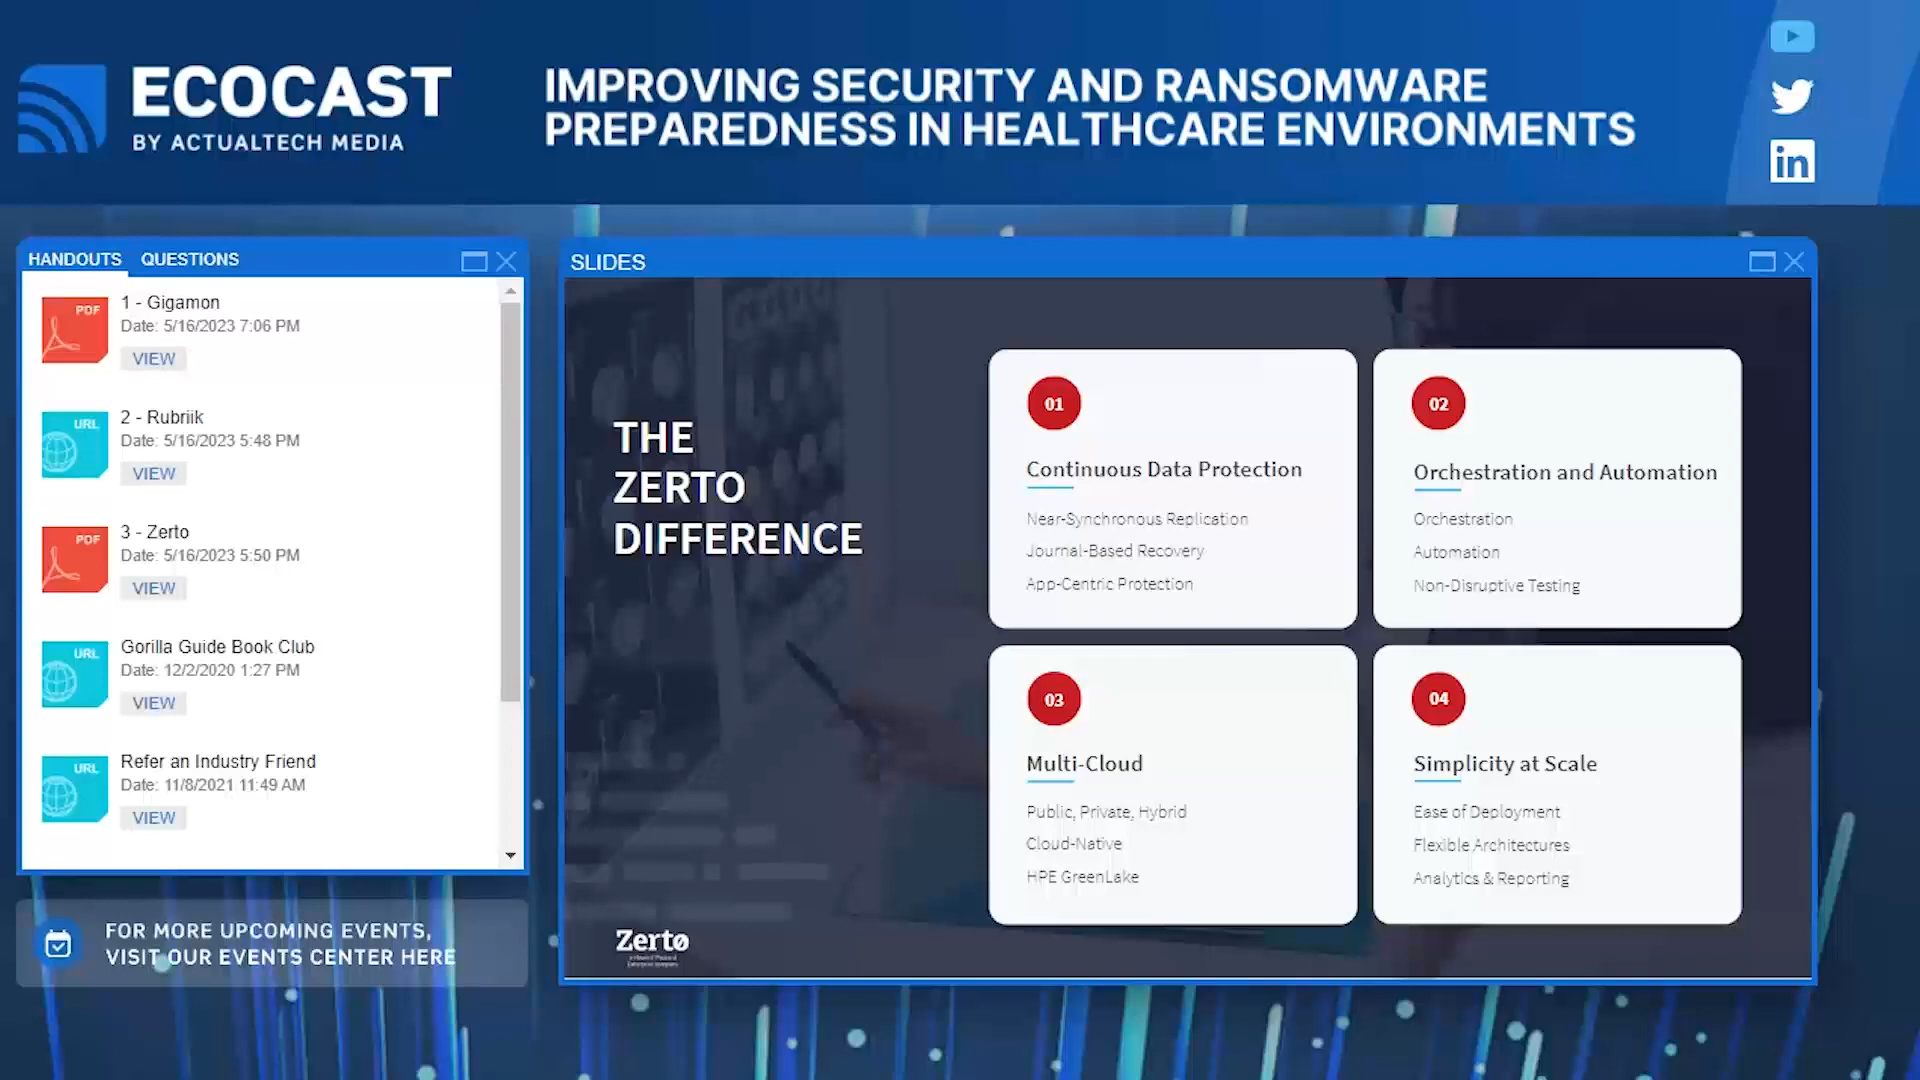 ECOCAST
BY ACTUALTECH MEDIA
IMPROVING SECURITY AND RANSOMWARE
PREPAREDNESS IN HEALTHCARE ENVIRONMENTS
in
HANDOUTS QUESTIONS
PDF
1 - Gigamon
Date: 5/16/2023 7:06 PM
VIEW
URL
2 - Rubriik
Date: 5/16/2023 5:48 PM
VIEW
PDF
3 - Zerto
Date: 5/16/2023 5:50 PM
VIEW
URL
Gorilla Guide Book Club
Date: 12/2/2020 1:27 PM
VIEW
URL
Refer an Industry Friend
Date: 11/8/2021 11:49 AM
VIEW
FOR MORE UPCOMING EVENTS,
VISIT OUR EVENTS CENTER HERE
SLIDES
THE
ZERTO
DIFFERENCE
01
Continuous Data Protection
Near-Synchronous Replication
Journal-Based Recovery
App-Centric Protection
02
Orchestration and Automation
Orchestration
Automation
Non-Disruptive Testing
03
Multi-Cloud
Public, Private, Hybrid
Cloud-Native
HPE GreenLake
04
Simplicity at Scale
Ease of Deployment
Flexible Architectures
Analytics & Reporting
Zerto